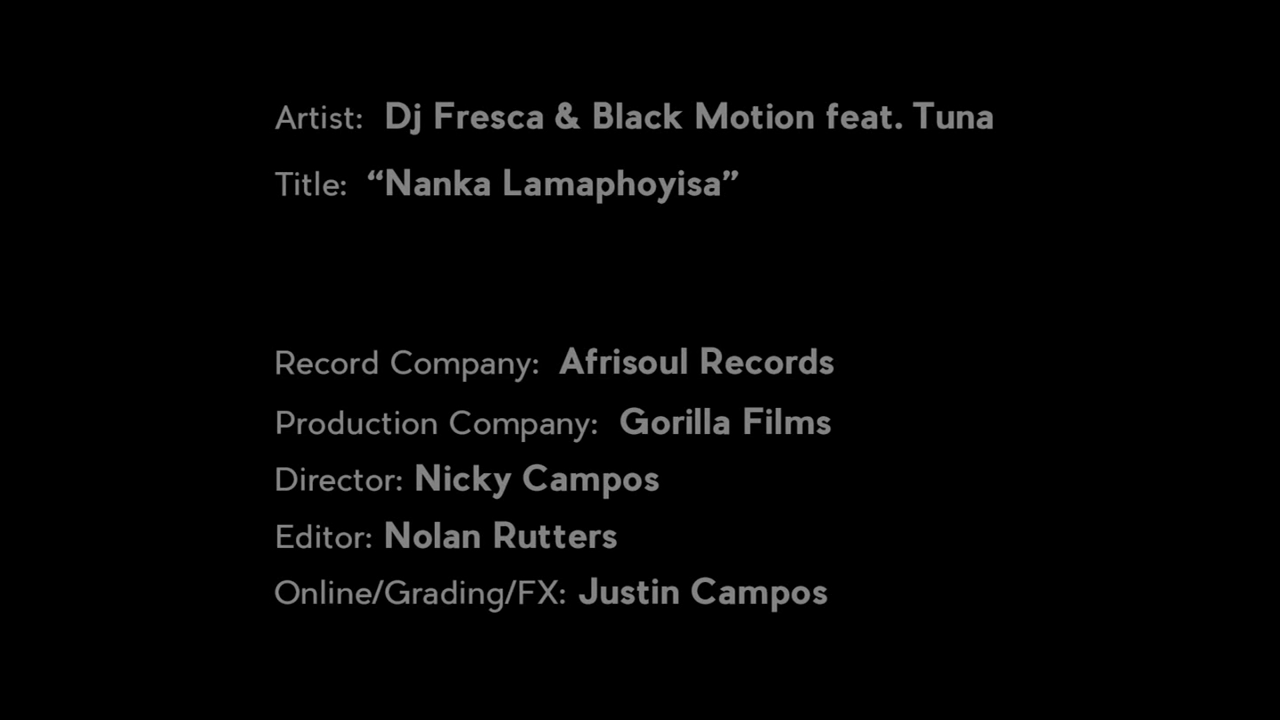 Artist: Dj Fresca & Black Motion feat. Tuna
Title: “Nanka Lamaphoyisa”
Record Company: Afrisoul Records
Production Company: Gorilla Films
Director: Nicky Campos
Editor: Nolan Rutters
Online/Grading/FX: Justin Campos